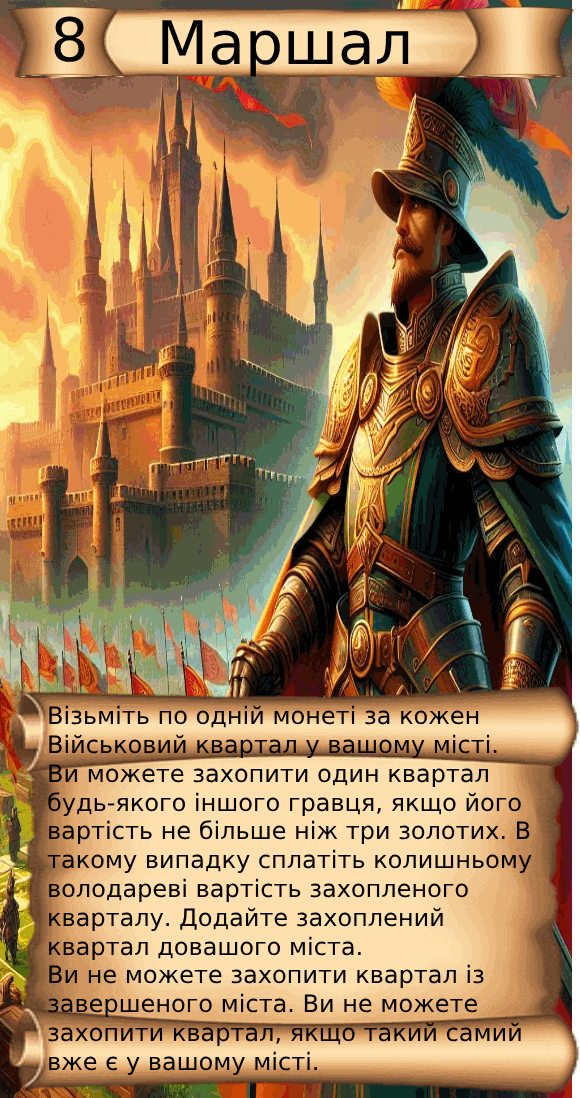 8 Маршал
Візьміть по одній монеті за кожен
Військовий квартал у вашому місті.
Ви можете захопити один квартал
будь-якого іншого гравця, якщо його
вартість не більше ніж три золотих. В
такому випадку сплатіть колишньому
володареві вартість захопленого
кварталу. Додайте захоплений
квартал довашого міста.
Ви не можете захопити квартал із
завершеного міста. Ви не можете
захопити квартал, якщо такий самий
вже є у вашому місті.